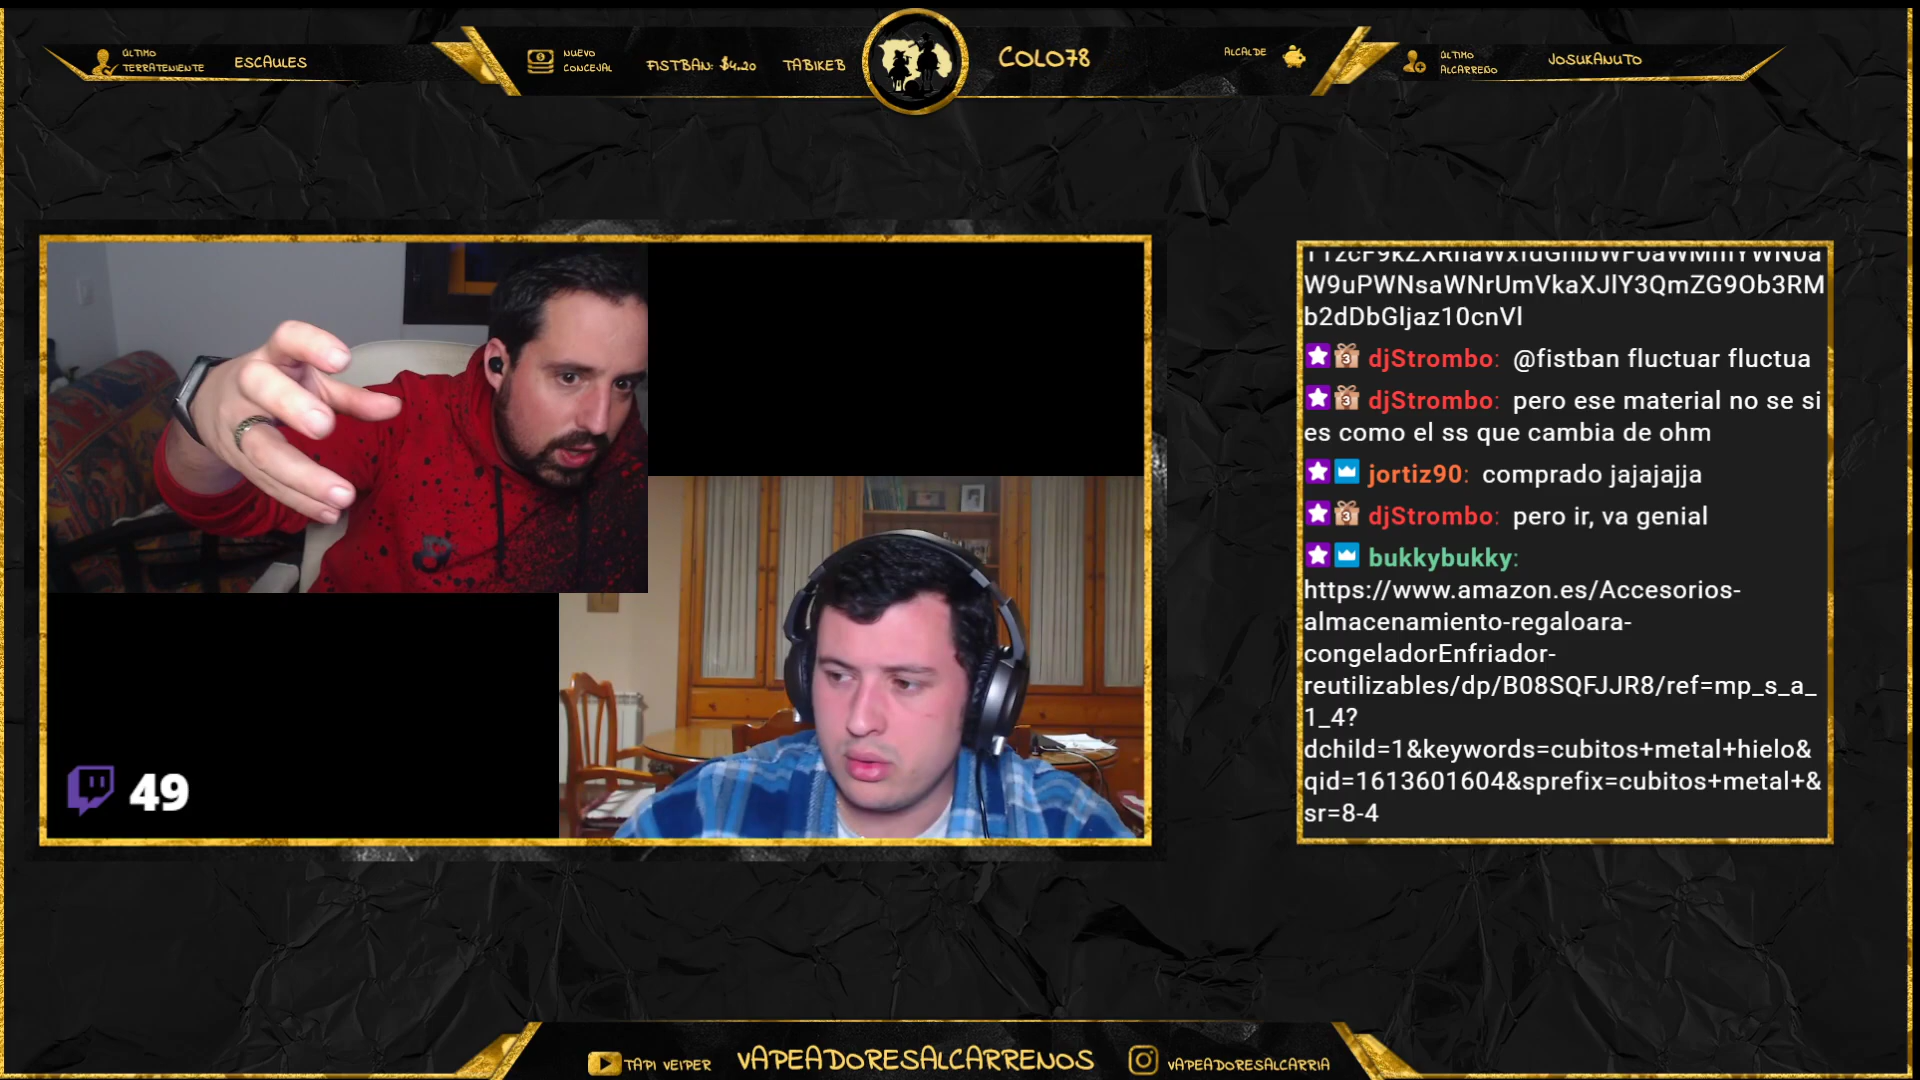 ÚLTIMO
TERRATENIENTE
ESCAULES
NUEVO
CONCEJAL
FISTBAN: $4.20
TABIKEB
COLO78
ALCALDE
ÚLTIMO
ALCARREÑO
JOSUKANUTO
W9uPWNsaWNrUmVkaXJlY3QmZG9Ob3RM
b2dDbGljaz10cnVl
djStrombo: @fistban fluctuar fluctua
djStrombo: pero ese material no se si
es como el ss que cambia de ohm
jortiz90: comprado jajajajja
djStrombo: pero ir, va genial
bukkybukky:
https://www.amazon.es/Accesorios-
almacenamiento-regaloara-
congeladorEnfriador-
reutilizables/dp/B08SQFJJR8/ref=mp_s_a_
1_4?
dchild=1&keywords=cubitos+metal+hielo&
qid=1613601604&sprefix=cubitos+metal+&
sr=8-4
49
TAPI VEIPER
VAPEADORESALCARRENOS
VAPEADORESALCARRIA